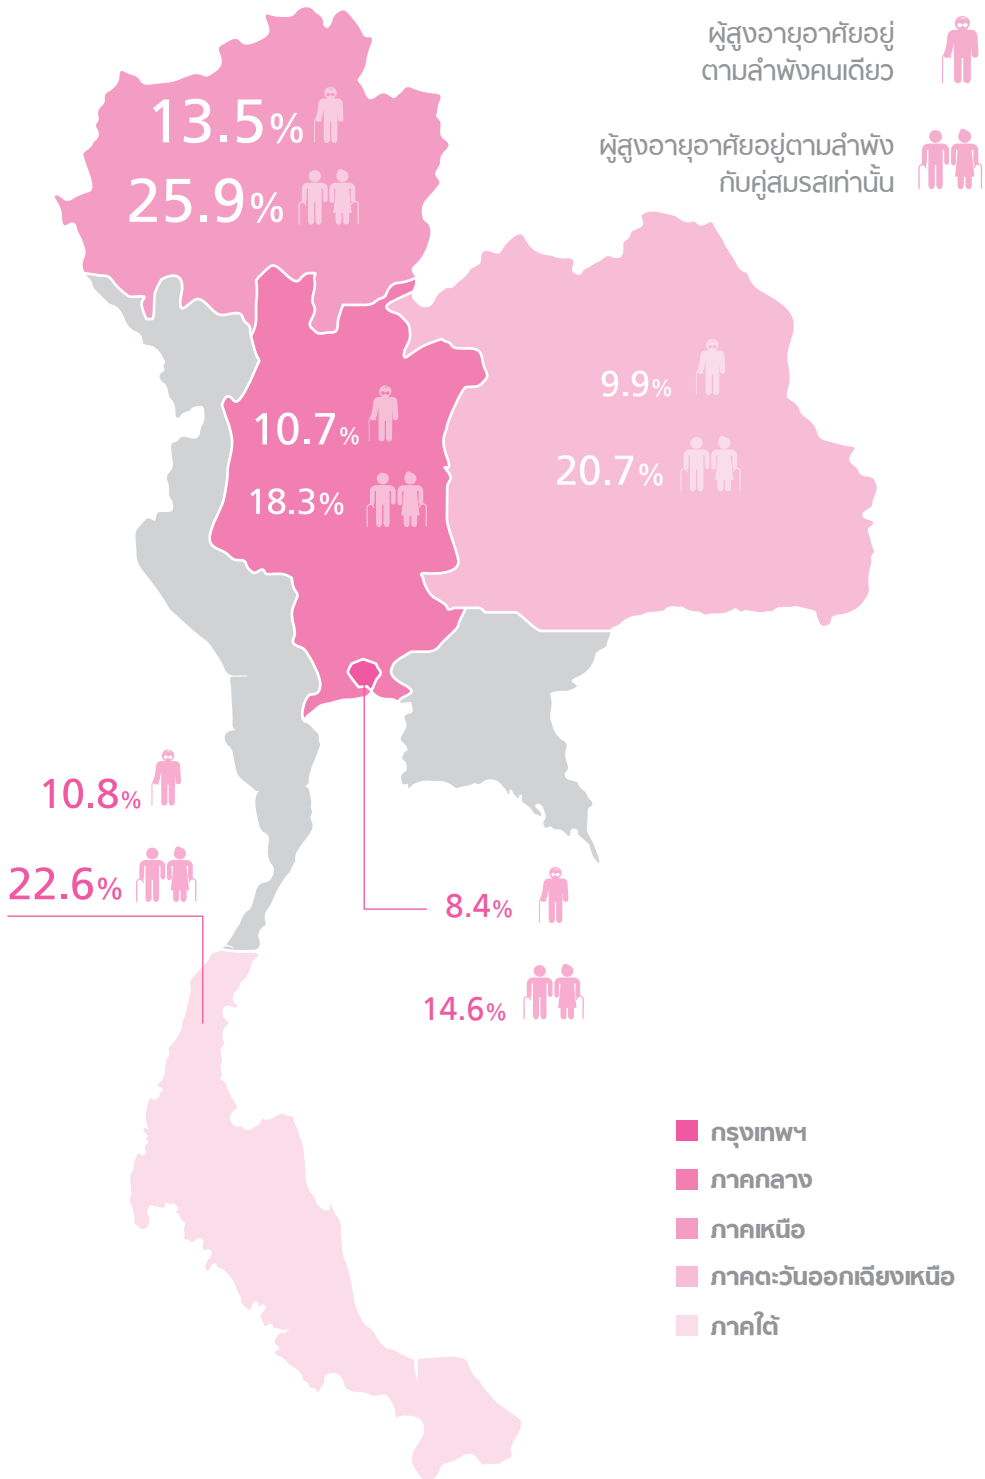 ผู้สูงอายุอาศัยอยู่
ตามลำพังคนเดียว
ผู้สูงอายุอาศัยอยู่ตามลำพัง
กับคู่สมรสเท่านั้น
13.5%
25.9%
9.9%
20.7%
10.7%
18.3%
10.8%
22.6%
8.4%
14.6%
กรุงเทพฯ
ภาคกลาง
ภาคเหนือ
ภาคตะวันออกเฉียงเหนือ
ภาคใต้